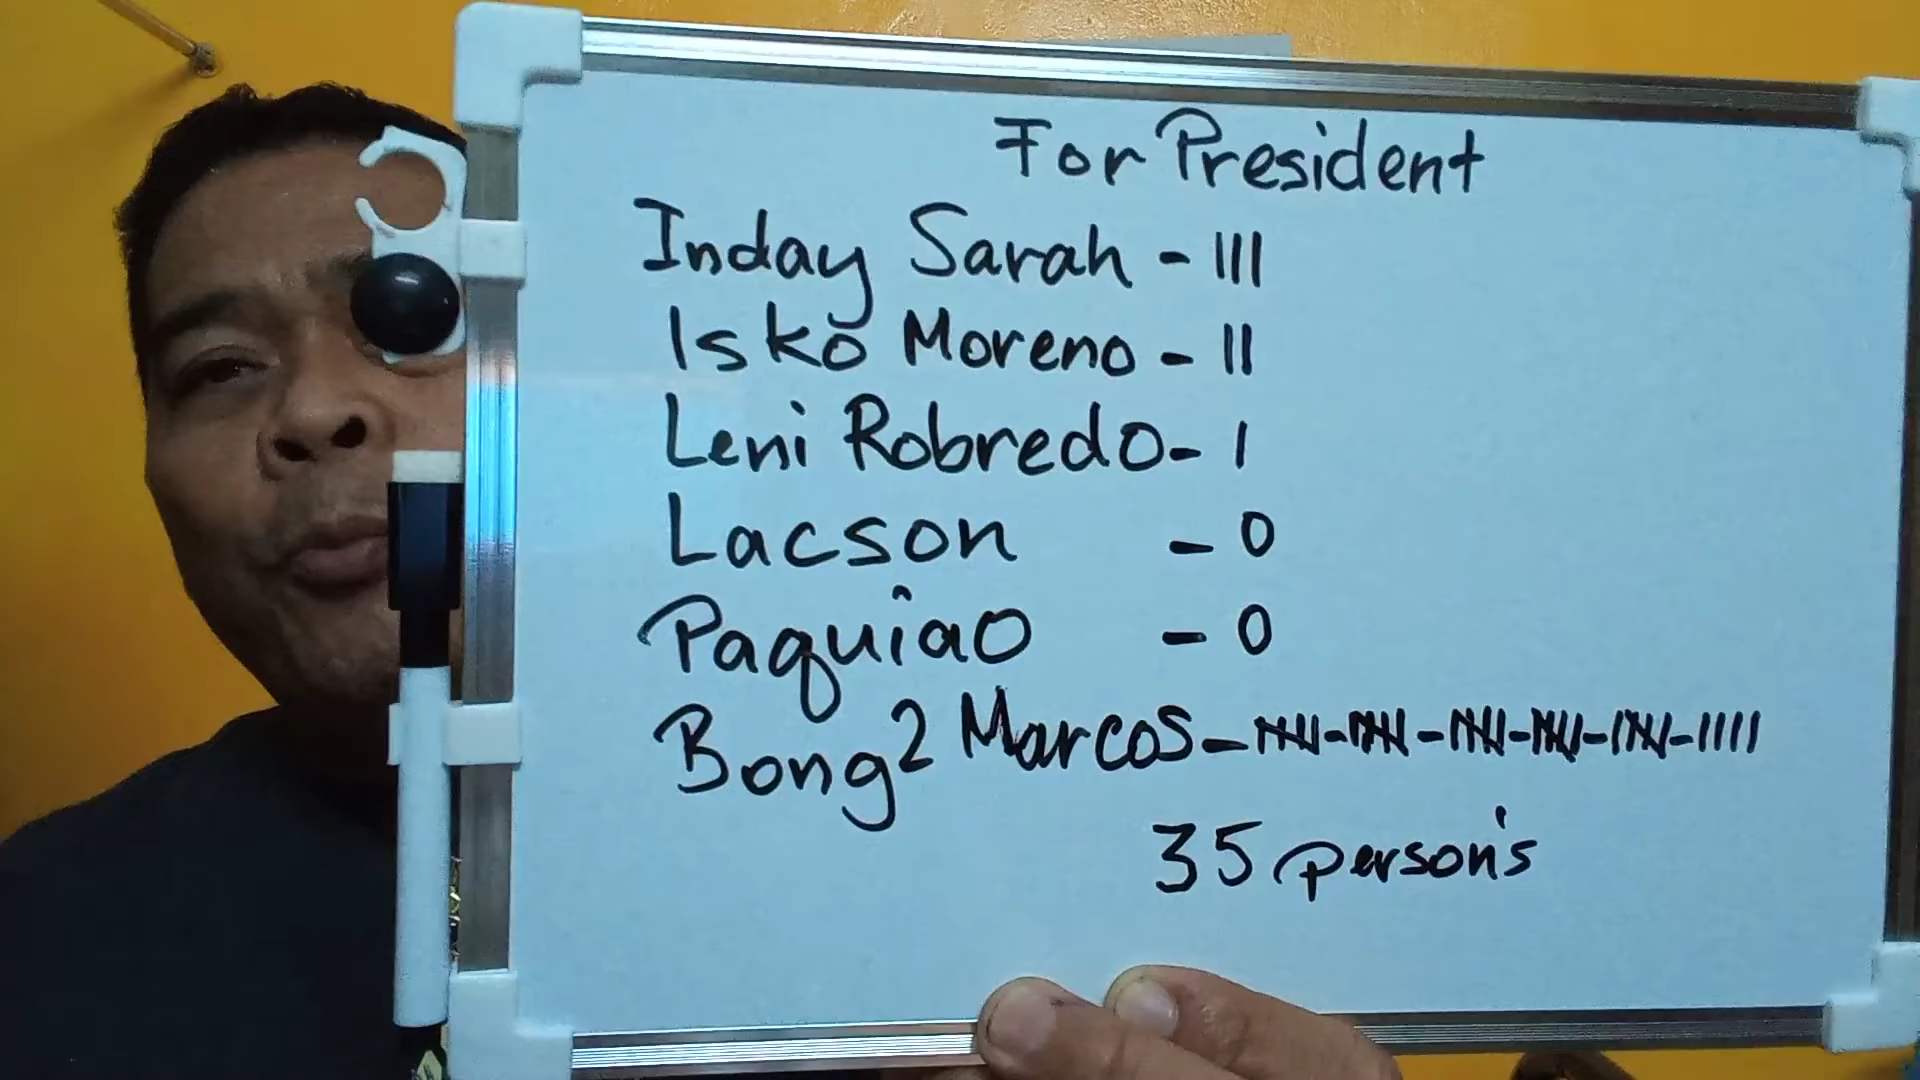 For President
Inday Sarah - III
Isko Moreno - II
Leni Robredo - I
Lacson - 0
Paquiao - 0
Bong2 Marcos - IIII - IIII - IIII - IIII - IIII - IIII
35 person's